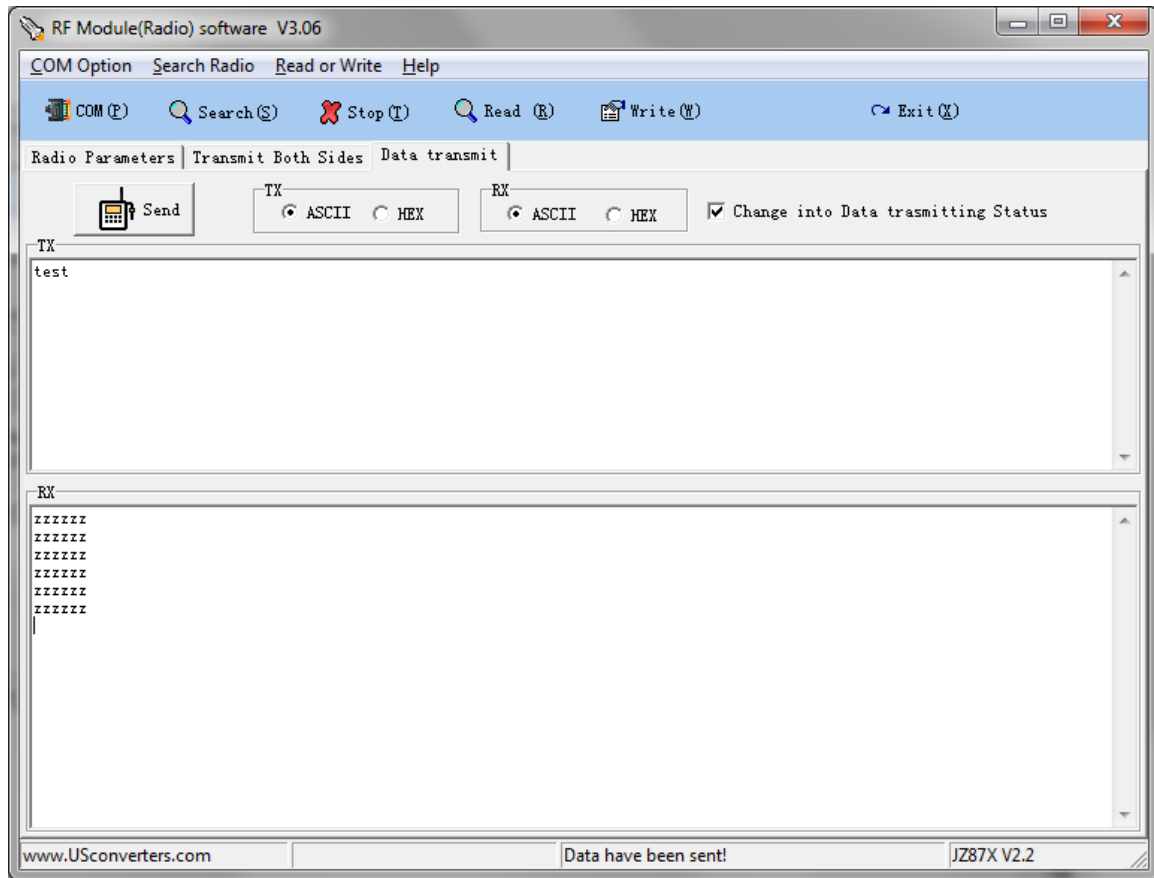 RF Module(Radio) software V3.06
COM Option Search Radio Read or Write Help
COM(P) Search(S) Stop(T) Read (R) Write(W) Exit(X)
Radio Parameters Transmit Both Sides Data transmit
Send TX ASCII HEX RX ASCII HEX Change into Data trasmitting Status
TX
test
RX
zzzzzz
zzzzzz
zzzzzz
zzzzzz
zzzzzz
zzzzzz
www.USconverters.com Data have been sent! JZ87X V2.2